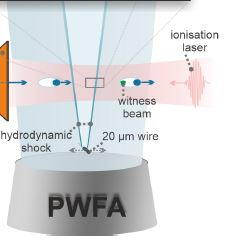 ionisation
laser
witness
beam
hydrodynamic
shock
20 µm wire
PWFA